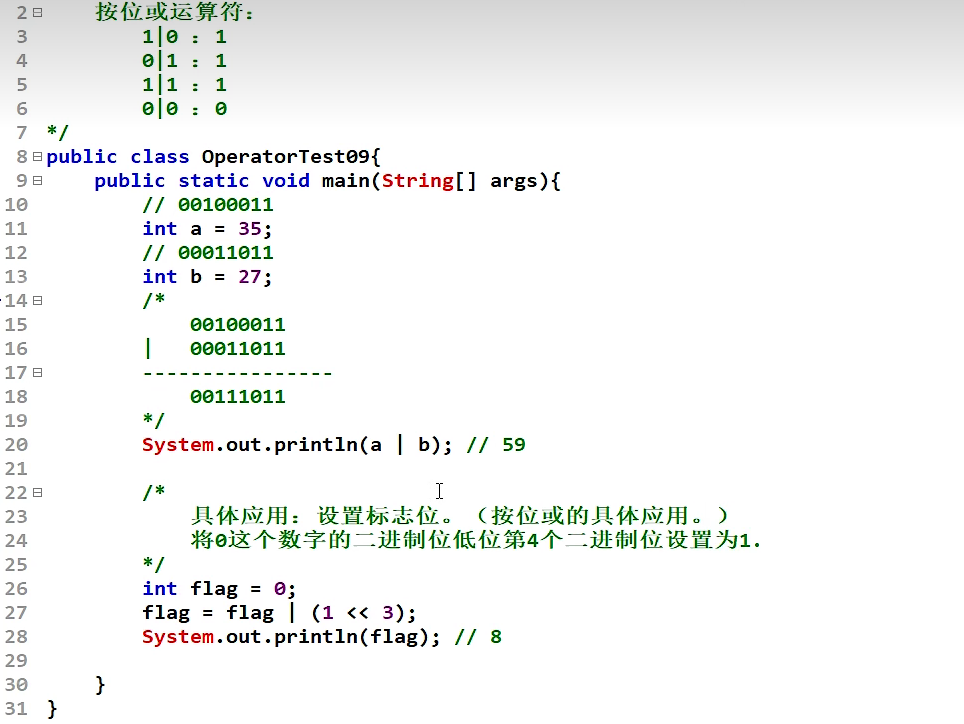 2 按位或运算符：
3 1|0 : 1
4 0|1 : 1
5 1|1 : 1
6 0|0 : 0
7 */
8 public class OperatorTest09{
9 public static void main(String[] args){
10 // 00100011
11 int a = 35;
12 // 00011011
13 int b = 27;
14 /*
15 00100011
16 | 00011011
17 ----------------
18 00111011
19 */
20 System.out.println(a | b); // 59
21
22 /*
23 具体应用：设置标志位。（按位或的具体应用。）
24 将0这个数字的二进制位低位第4个二进制位设置为1.
25 */
26 int flag = 0;
27 flag = flag | (1 << 3);
28 System.out.println(flag); // 8
29
30 }
31 }